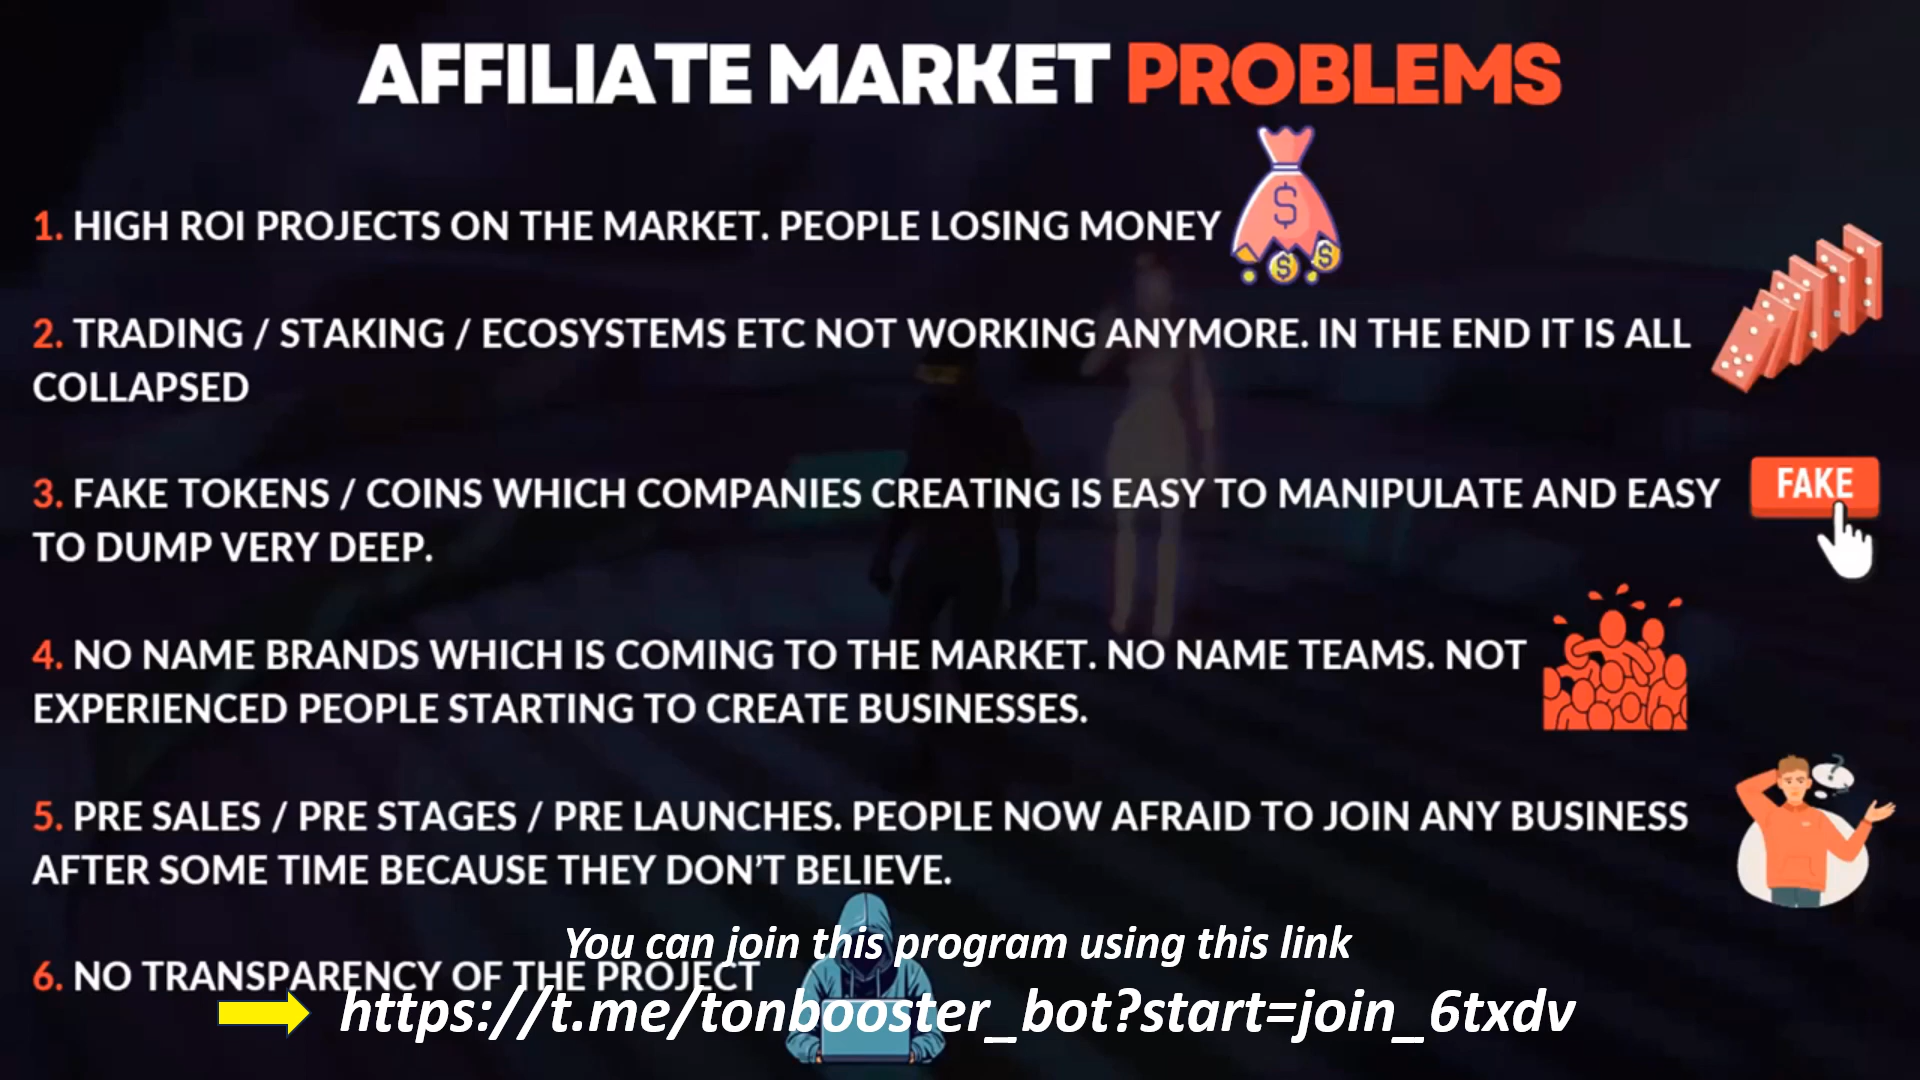 AFFILIATE MARKET PROBLEMS
$
$ $
1. HIGH ROI PROJECTS ON THE MARKET. PEOPLE LOSING MONEY
2. TRADING / STAKING / ECOSYSTEMS ETC NOT WORKING ANYMORE. IN THE END IT IS ALL
COLLAPSED
3. FAKE TOKENS / COINS WHICH COMPANIES CREATING IS EASY TO MANIPULATE AND EASY
TO DUMP VERY DEEP.
FAKE
4. NO NAME BRANDS WHICH IS COMING TO THE MARKET. NO NAME TEAMS. NOT
EXPERIENCED PEOPLE STARTING TO CREATE BUSINESSES.
?
5. PRE SALES / PRE STAGES / PRE LAUNCHES. PEOPLE NOW AFRAID TO JOIN ANY BUSINESS
AFTER SOME TIME BECAUSE THEY DON'T BELIEVE.
You can join this program using this link
6. NO TRANSPARENCY OF THE PROJECT
https://t.me/tonbooster_bot?start=join_6txdv